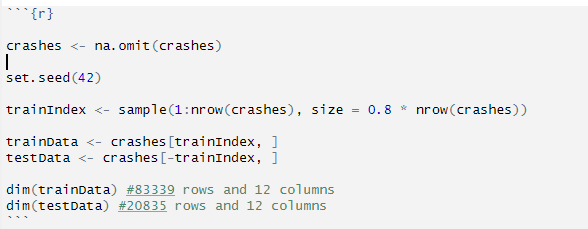 ```{r}
crashes <- na.omit(crashes)
set.seed(42)
trainIndex <- sample(1:nrow(crashes), size = 0.8 * nrow(crashes))
trainData <- crashes[trainIndex, ]
testData <- crashes[-trainIndex, ]
dim(trainData) #83339 rows and 12 columns
dim(testData) #20835 rows and 12 columns
```